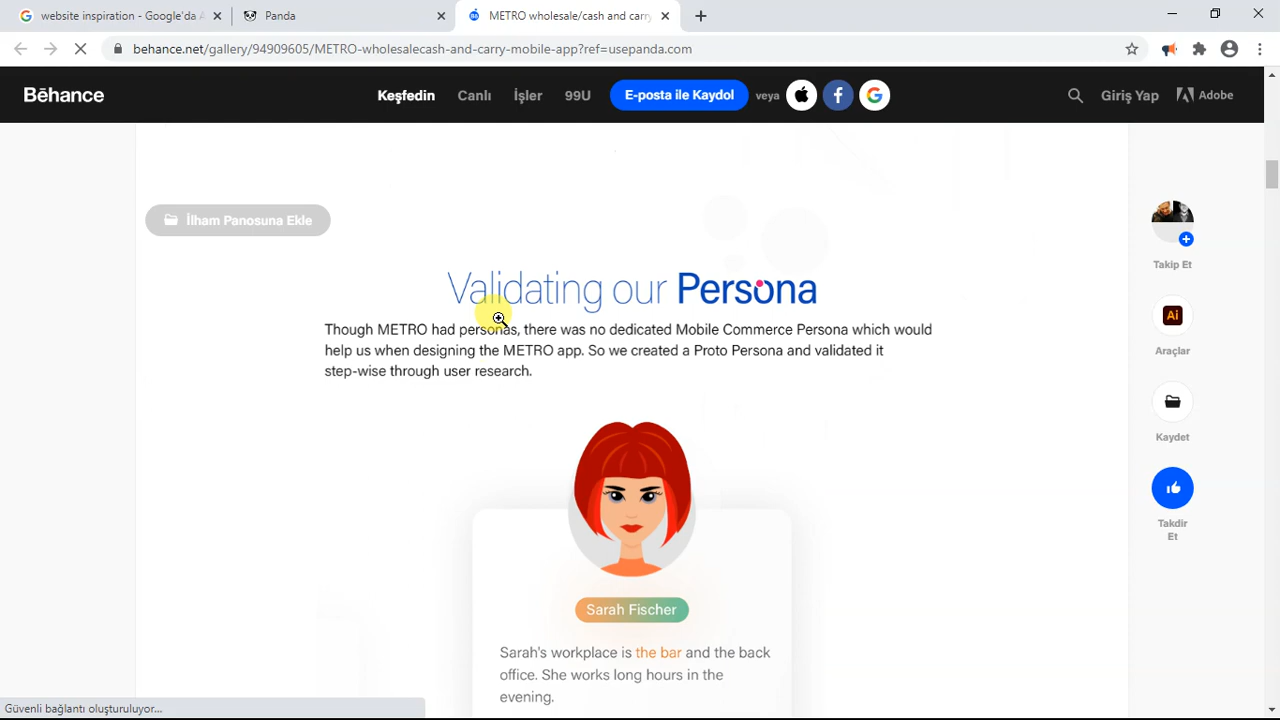 website inspiration - Google'da A
Panda
METRO wholesale/cash and carry
behance.net/gallery/94909605/METRO-wholesalecash-and-carry-mobile-app?ref=usepanda.com
Bēhance
Keşfedin
Canlı
İşler
99U
E-posta ile Kaydol
veya
Giriş Yap
Adobe
İlham Panosuna Ekle
Takip Et
Validating our Persona
Though METRO had personas, there was no dedicated Mobile Commerce Persona which would
help us when designing the METRO app. So we created a Proto Persona and validated it
step-wise through user research.
Ai
Araçlar
Kaydet
Takdir
Et
Sarah Fischer
Sarah's workplace is the bar and the back
office. She works long hours in the
evening.
Güvenli bağlantı oluşturuluyor...